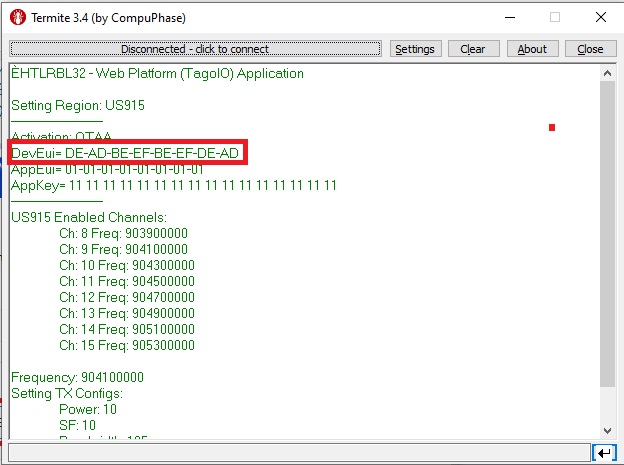 Termite 3.4 (by CompuPhase)
Disconnected - click to connect Settings Clear About Close
ÈHTLRBL32 - Web Platform (TagoIO) Application
Setting Region: US915
Activation: OTAA
DevEui= DE-AD-BE-EF-BE-EF-DE-AD
AppEui= 01-01-01-01-01-01-01-01
AppKey= 11 11 11 11 11 11 11 11 11 11 11 11 11 11 11 11
US915 Enabled Channels:
Ch: 8 Freq: 903900000
Ch: 9 Freq: 904100000
Ch: 10 Freq: 904300000
Ch: 11 Freq: 904500000
Ch: 12 Freq: 904700000
Ch: 13 Freq: 904900000
Ch: 14 Freq: 905100000
Ch: 15 Freq: 905300000
Frequency: 904100000
Setting TX Configs:
Power: 10
SF: 10